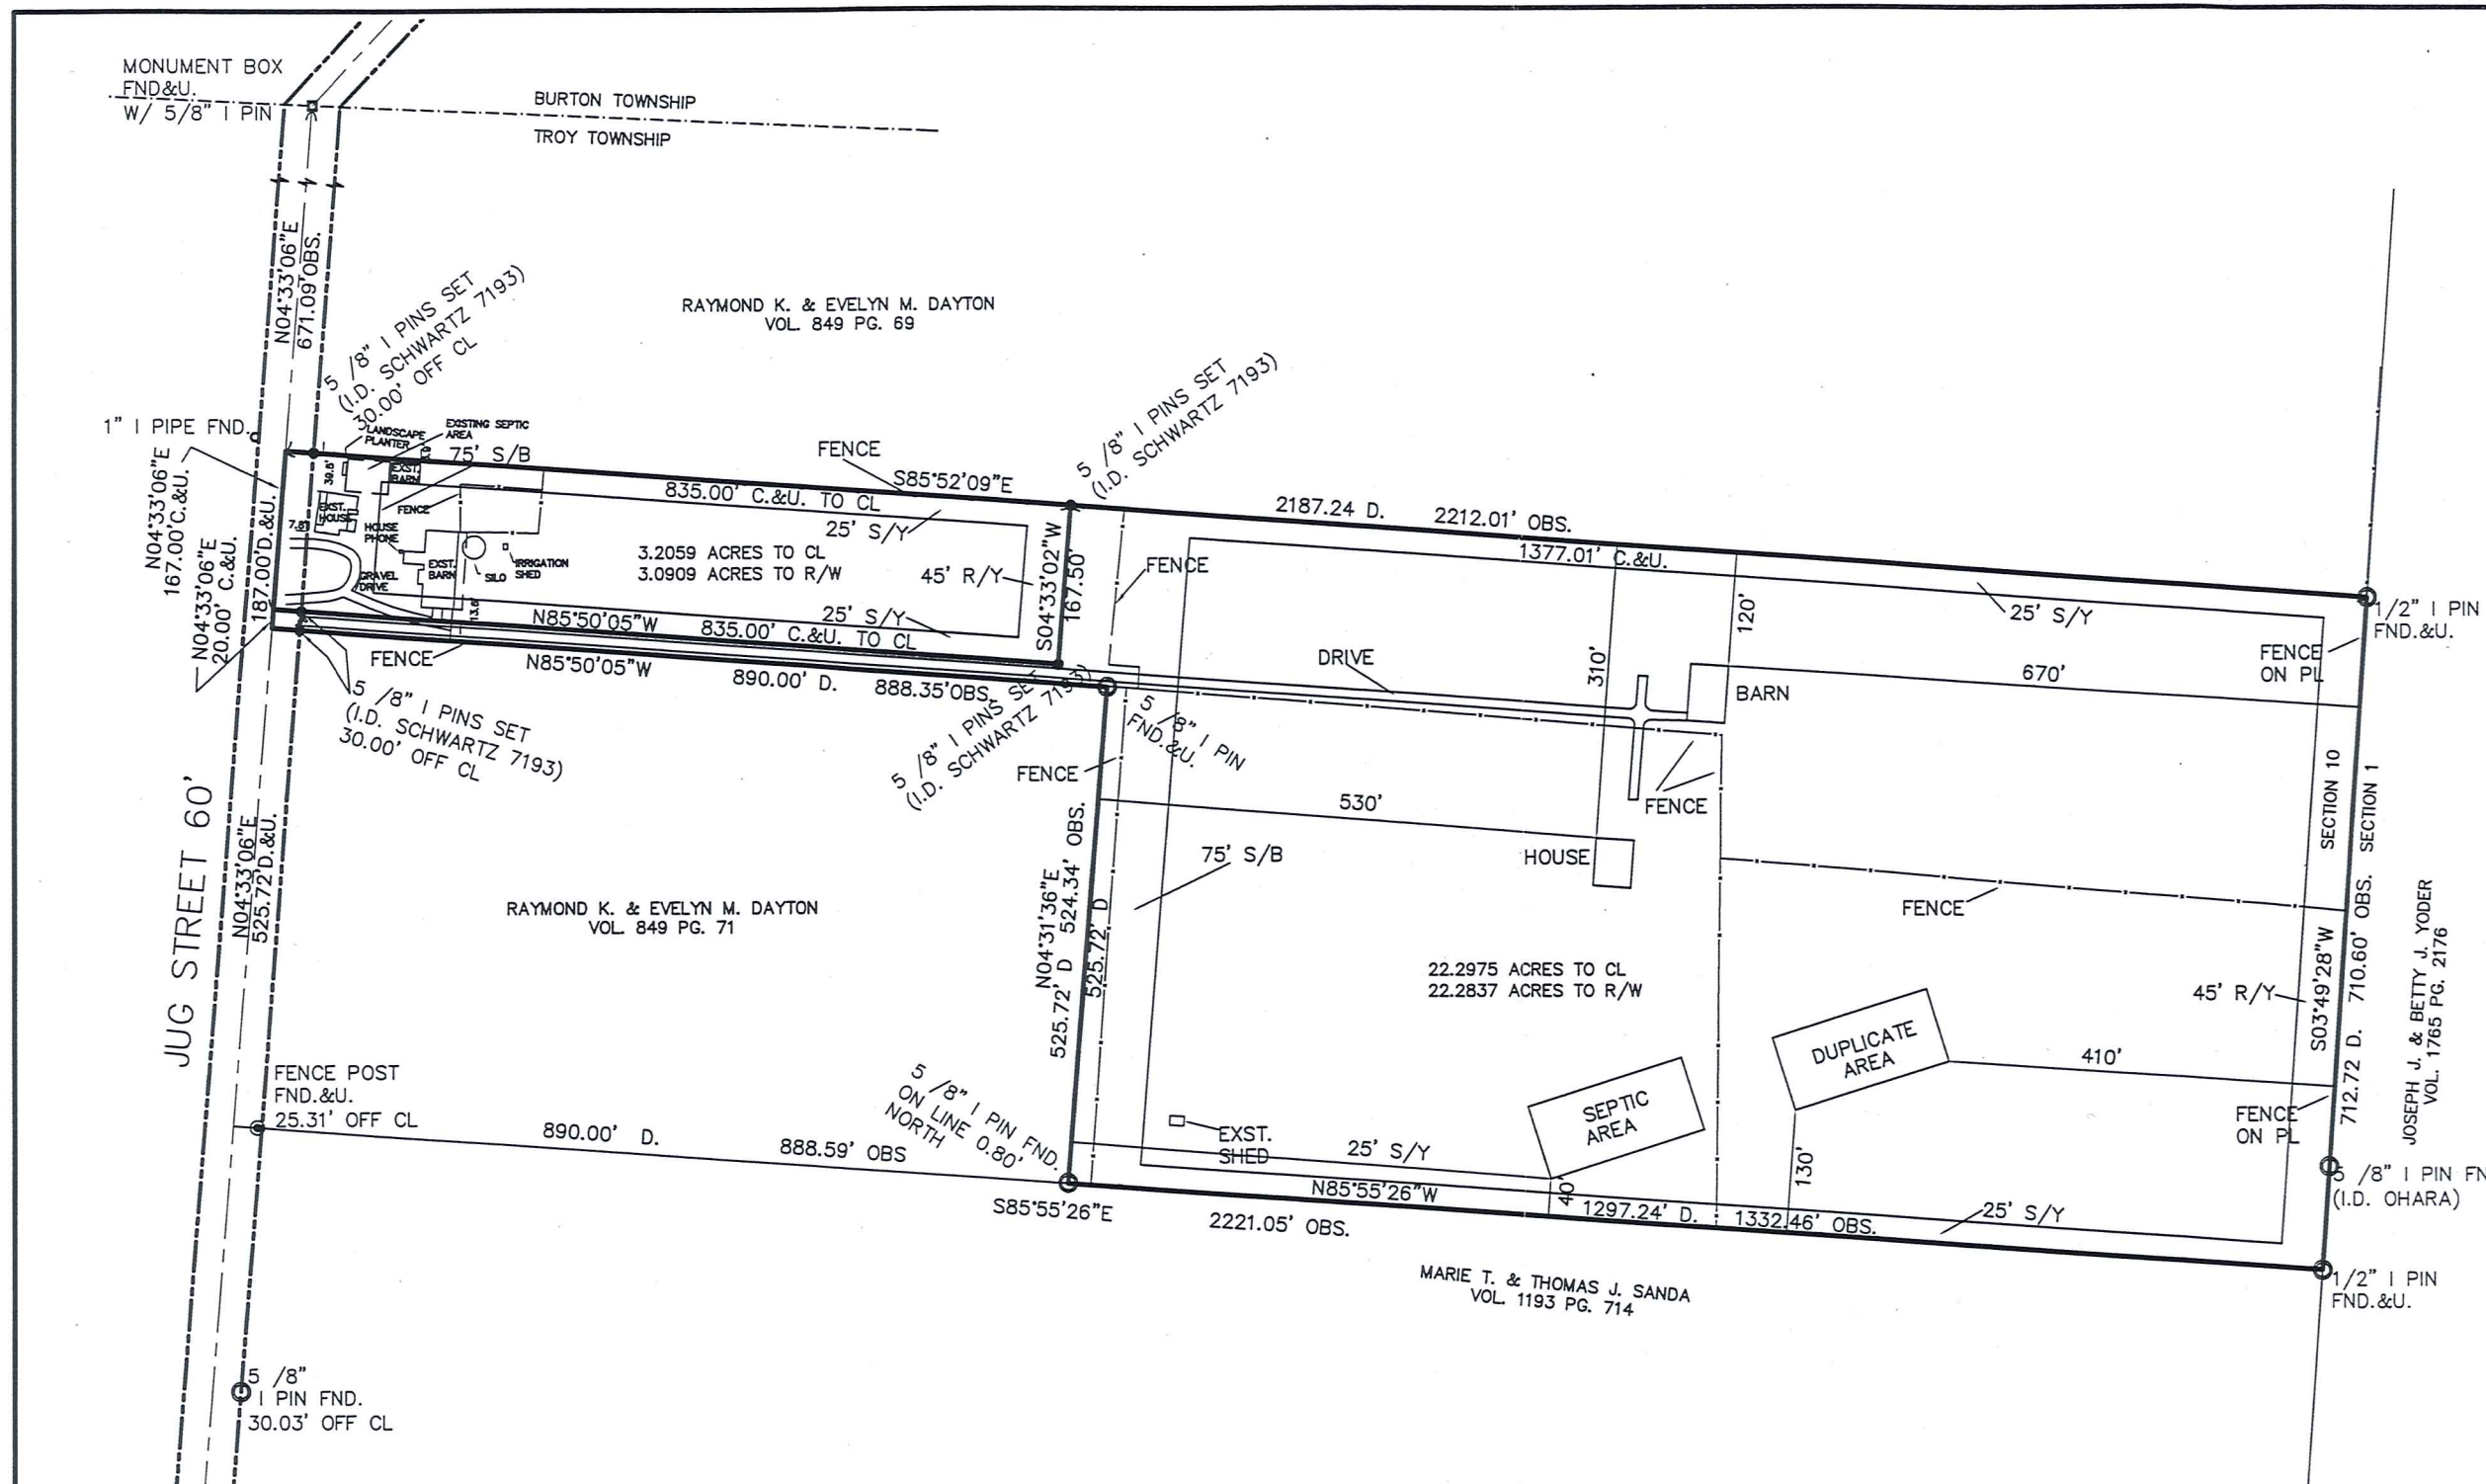 MONUMENT BOX
FND&U.
W/ 5/8" I PIN
BURTON TOWNSHIP
TROY TOWNSHIP
N04°33'06"E
671.09'OBS.
5 /8" I PINS SET
(I.D. SCHWARTZ 7193)
30.00' OFF CL
RAYMOND K. & EVELYN M. DAYTON
VOL. 849 PG. 69
1" I PIPE FND.
N04°33'06"E
167.00'C.&U.
N04°33'06"E
20.00' C.&U.
187.00'D.&U.
LANDSCAPE
PLANTER
EXISTING SEPTIC
AREA
75' S/B
39.5'
EXST.
BARN
EXST.
HOUSE
7.8'
HOUSE
PHONE
FENCE
GRAVEL
DRIVE
EXST.
BARN
SILO
IRRIGATION
SHED
13.6'
FENCE
S85°52'09"E
835.00' C.&U. TO CL
25' S/Y
3.2059 ACRES TO CL
3.0909 ACRES TO R/W
45' R/Y
S04°33'02"W
167.50'
25' S/Y
N85°50'05"W
835.00' C.&U. TO CL
FENCE
N85°50'05"W
890.00' D.
888.35'OBS.
5 /8" I PINS SET
(I.D. SCHWARTZ 7193)
30.00' OFF CL
5 /8" I PINS SET
(I.D. SCHWARTZ 7193)
5 /8" I PINS SET
(I.D. SCHWARTZ 7193)
5 /8" I PIN
FND.&U.
FENCE
2187.24 D.
2212.01' OBS.
1377.01' C.&U.
25' S/Y
1/2" I PIN
FND.&U.
FENCE
ON PL
120'
310'
DRIVE
BARN
670'
FENCE
FENCE
530'
HOUSE
75' S/B
SECTION 10
SECTION 1
FENCE
JUG STREET 60'
N04°33'06"E
525.72'D.&U.
RAYMOND K. & EVELYN M. DAYTON
VOL. 849 PG. 71
N04°31'36"E
525.72' D
524.34' OBS.
525.72' D
22.2975 ACRES TO CL
22.2837 ACRES TO R/W
45' R/Y
S03°49'28"W
712.72 D.
710.60' OBS.
JOSEPH J. & BETTY J. YODER
VOL. 1765 PG. 2176
DUPLICATE
AREA
410'
SEPTIC
AREA
130'
FENCE
ON PL
FENCE POST
FND.&U.
25.31' OFF CL
890.00' D.
888.59' OBS
5 /8" I PIN FND.
ON LINE 0.80'
NORTH
EXST.
SHED
25' S/Y
40'
N85°55'26"W
1297.24' D.
1332.46' OBS.
25' S/Y
5 /8" I PIN FN
(I.D. OHARA)
S85°55'26"E
2221.05' OBS.
MARIE T. & THOMAS J. SANDA
VOL. 1193 PG. 714
1/2" I PIN
FND.&U.
5 /8"
I PIN FND.
30.03' OFF CL